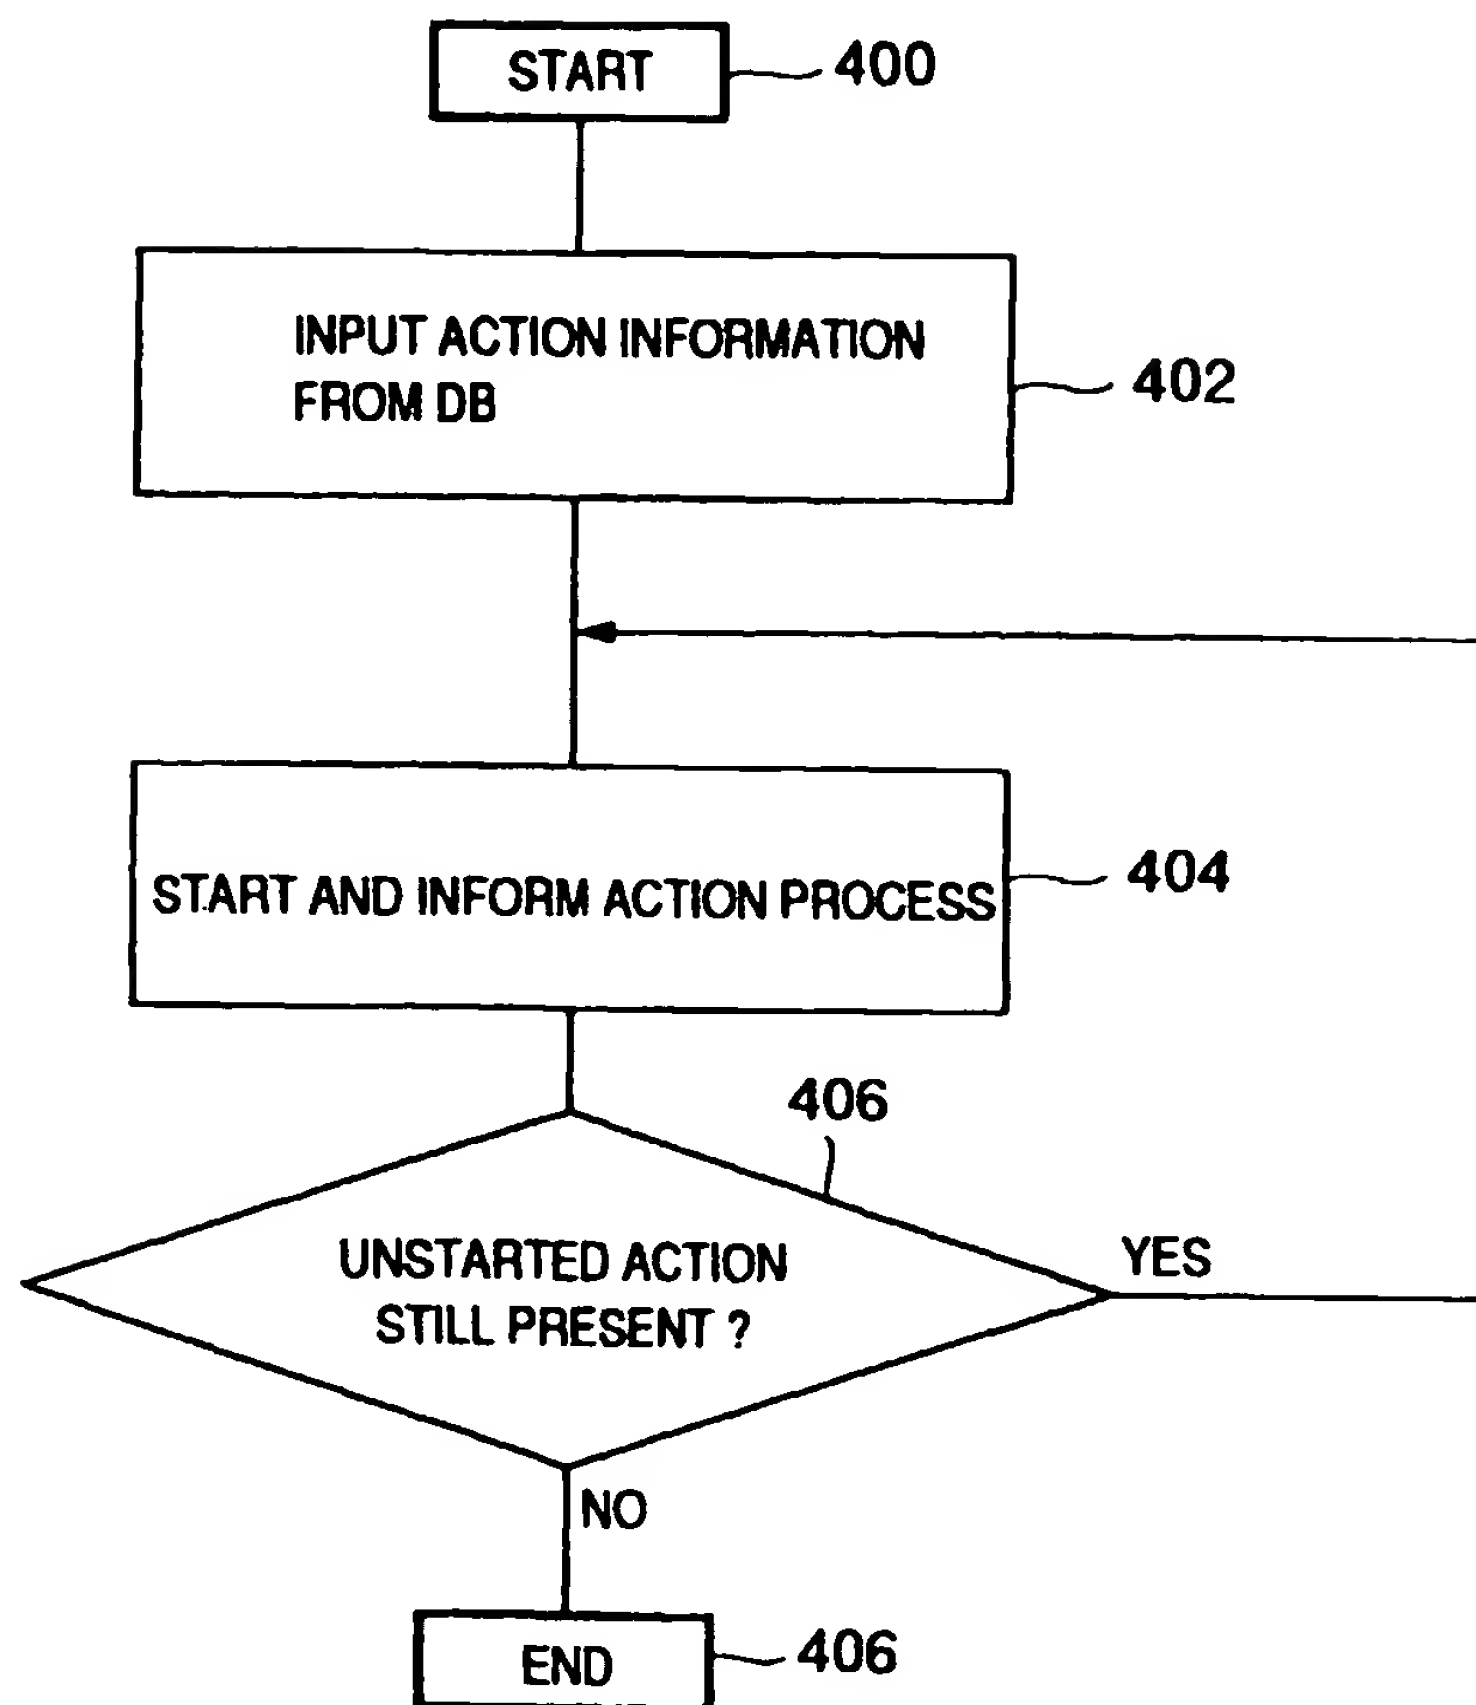 START
400
INPUT ACTION INFORMATION
FROM DB
402
START AND INFORM ACTION PROCESS
404
406
UNSTARTED ACTION
STILL PRESENT ?
YES
NO
END
406